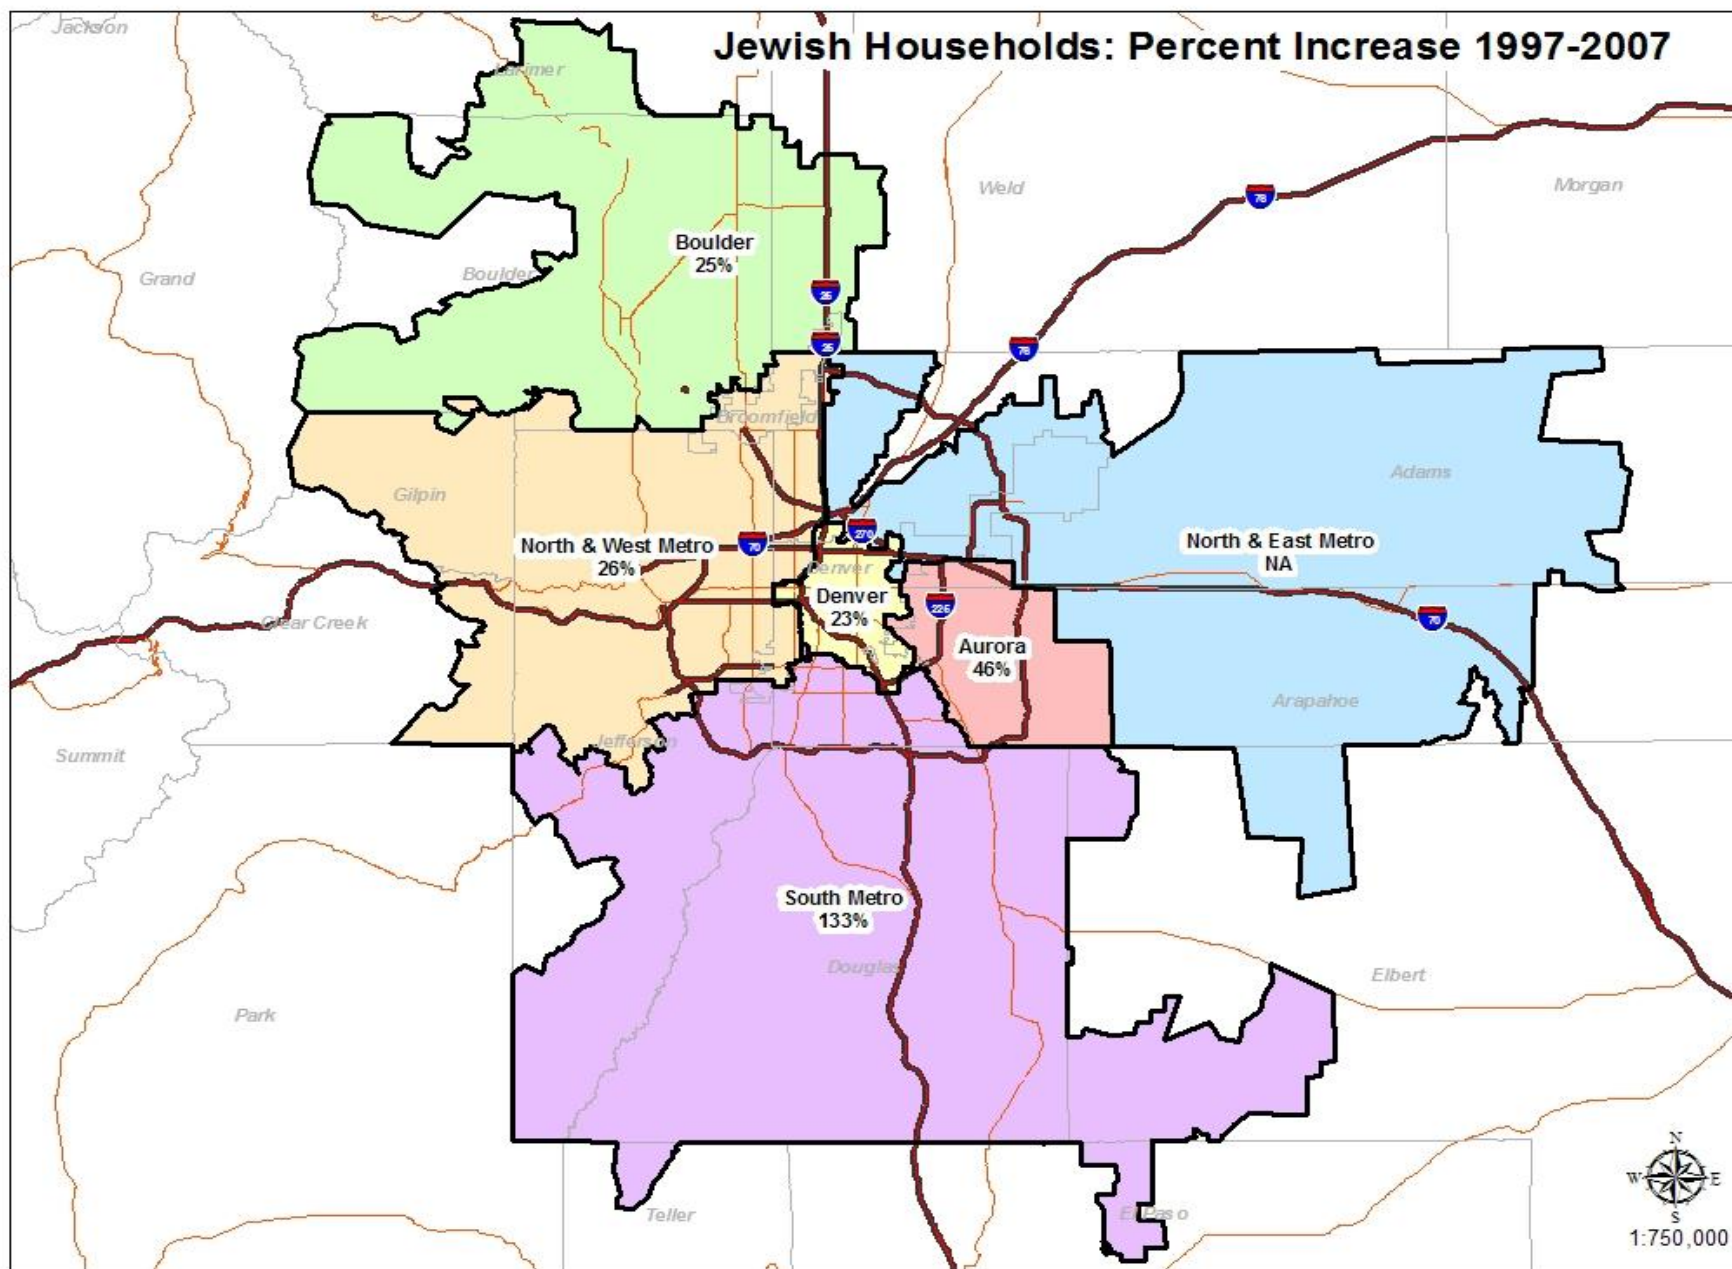 Jewish Households: Percent Increase 1997-2007
Jackson
Larimer
Weld
Morgan
76
Grand
Boulder
Boulder
25%
25
25
76
Broomfield
Gilpin
Adams
North & West Metro
26%
70
270
North & East Metro
NA
Denver
Denver
23%
225
Aurora
46%
70
Clear Creek
Arapahoe
Summit
Jefferson
South Metro
133%
Douglas
Elbert
Park
Teller
El Paso
N
W
E
S
1:750,000